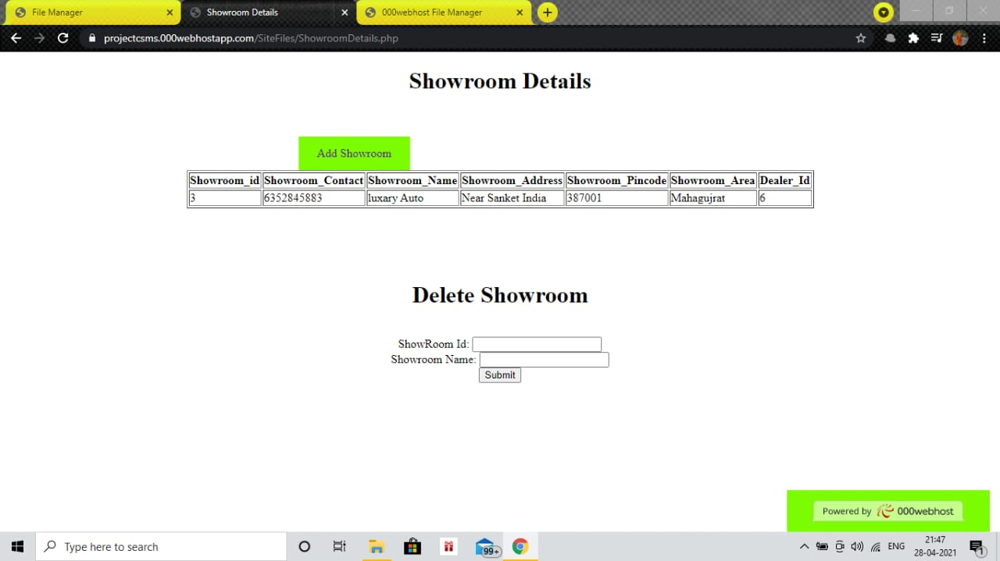 File Manager
Showroom Details
000webhost File Manager
projectcsms.000webhostapp.com/SiteFiles/ShowroomDetails.php
Showroom Details
Add Showroom
Showroom_id Showroom_Contact Showroom_Name Showroom_Address Showroom_Pincode Showroom_Area Dealer_Id
3 6352845883 luxary Auto Near Sanket India 387001 Mahagujrat 6
Delete Showroom
ShowRoom Id:
Showroom Name:
Submit
Powered by 000webhost
Type here to search
99+
ENG
21:47
28-04-2021
1